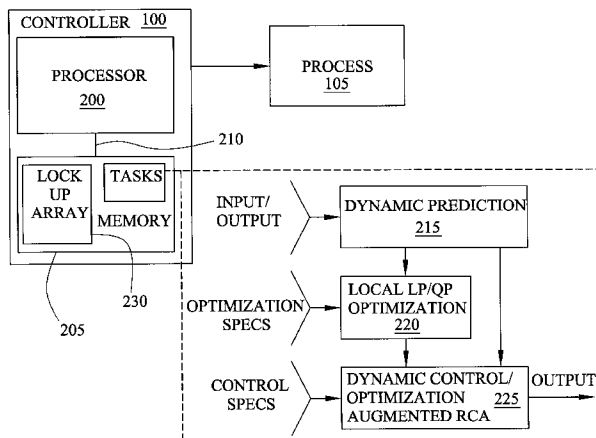 CONTROLLER 100
PROCESSOR
200
PROCESS
105
210
LOCK
UP
ARRAY
TASKS
MEMORY
230
205
INPUT/
OUTPUT
DYNAMIC PREDICTION
215
OPTIMIZATION
SPECS
LOCAL LP/QP
OPTIMIZATION
220
CONTROL
SPECS
DYNAMIC CONTROL/
OPTIMIZATION 225
AUGMENTED RCA
OUTPUT